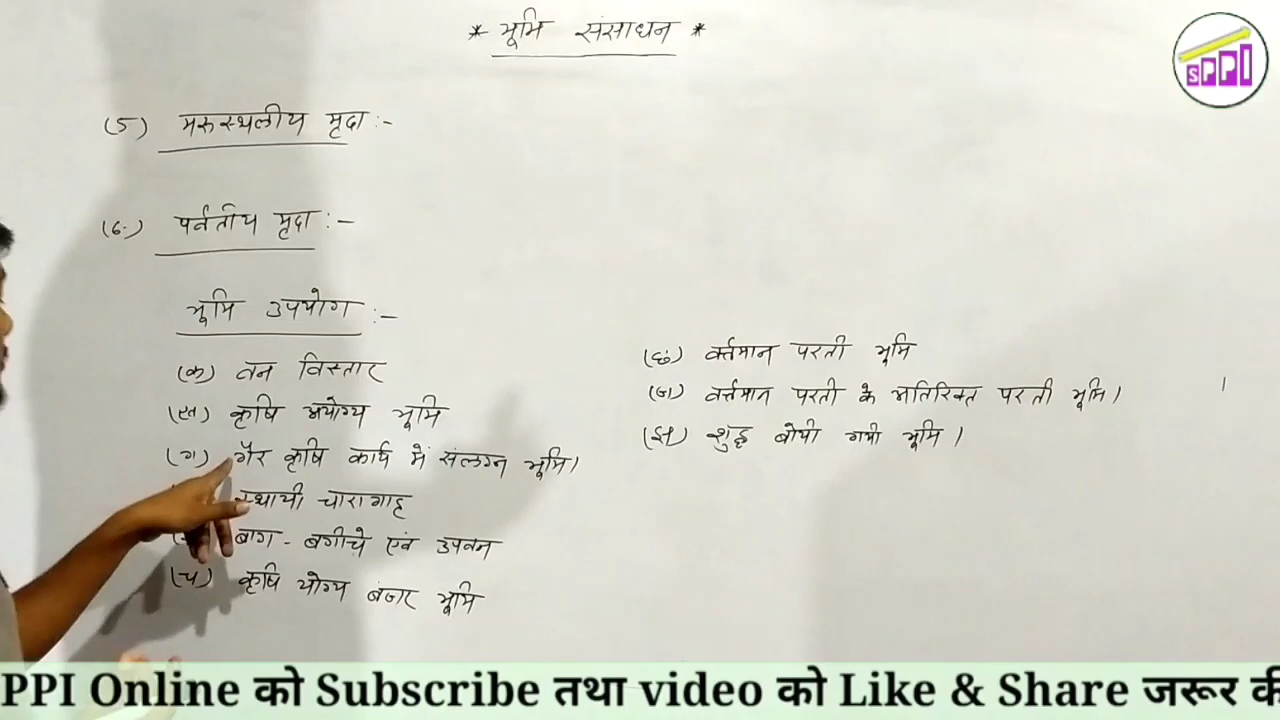 * भूमि संसाधन *
SPPI
(5) मरुस्थलीय मृदा :-
(6.) पर्वतीय मृदा :-
भूमि उपयोग :-
(क) वन विस्तार
(ख) कृषि अयोग्य भूमि
(ग) गैर कृषि कार्य में संलग्न भूमि।
स्थायी चारागाह
बाग - बगीचे एवं उपवन
(च) कृषि योग्य बंजर भूमि
(छ) वर्त्तमान परती भूमि
(ज) वर्त्तमान परती के अतिरिक्त परती भूमि।
(झ) शुद्ध बोयी गयी भूमि।
PPI Online को Subscribe तथा video को Like & Share जरूर